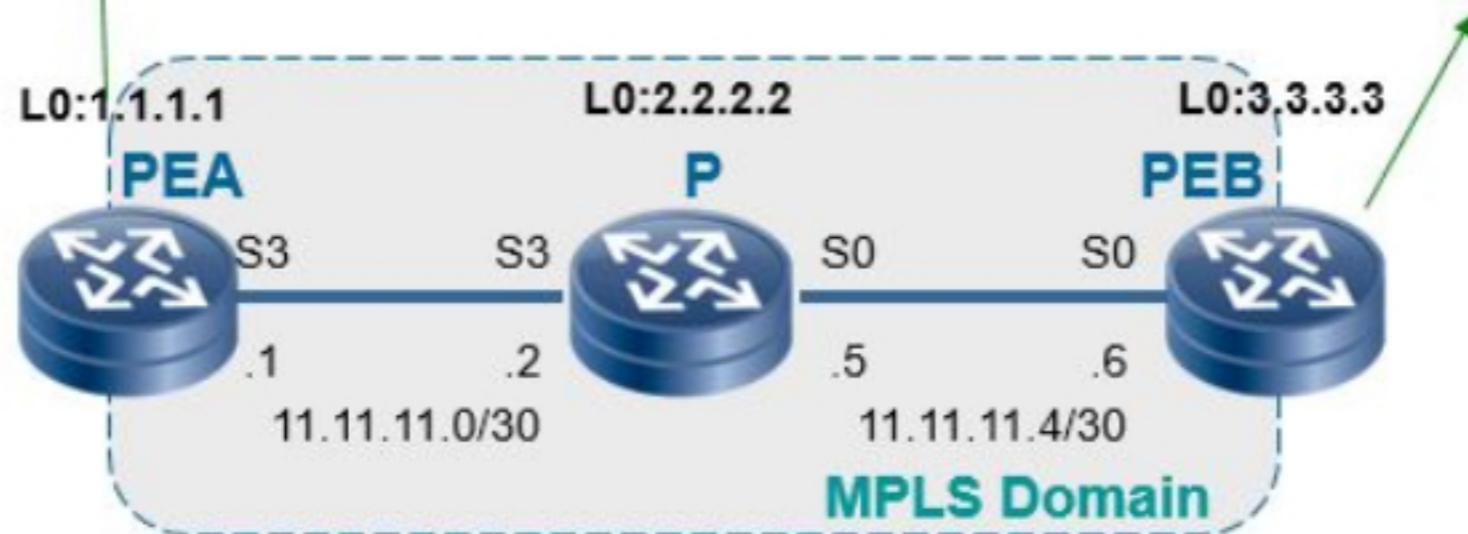 L0:1.1.1.1 L0:2.2.2.2 L0:3.3.3.3
PEA P PEB
S3 S3 S0 S0
.1 .2 .5 .6
11.11.11.0/30 11.11.11.4/30
MPLS Domain